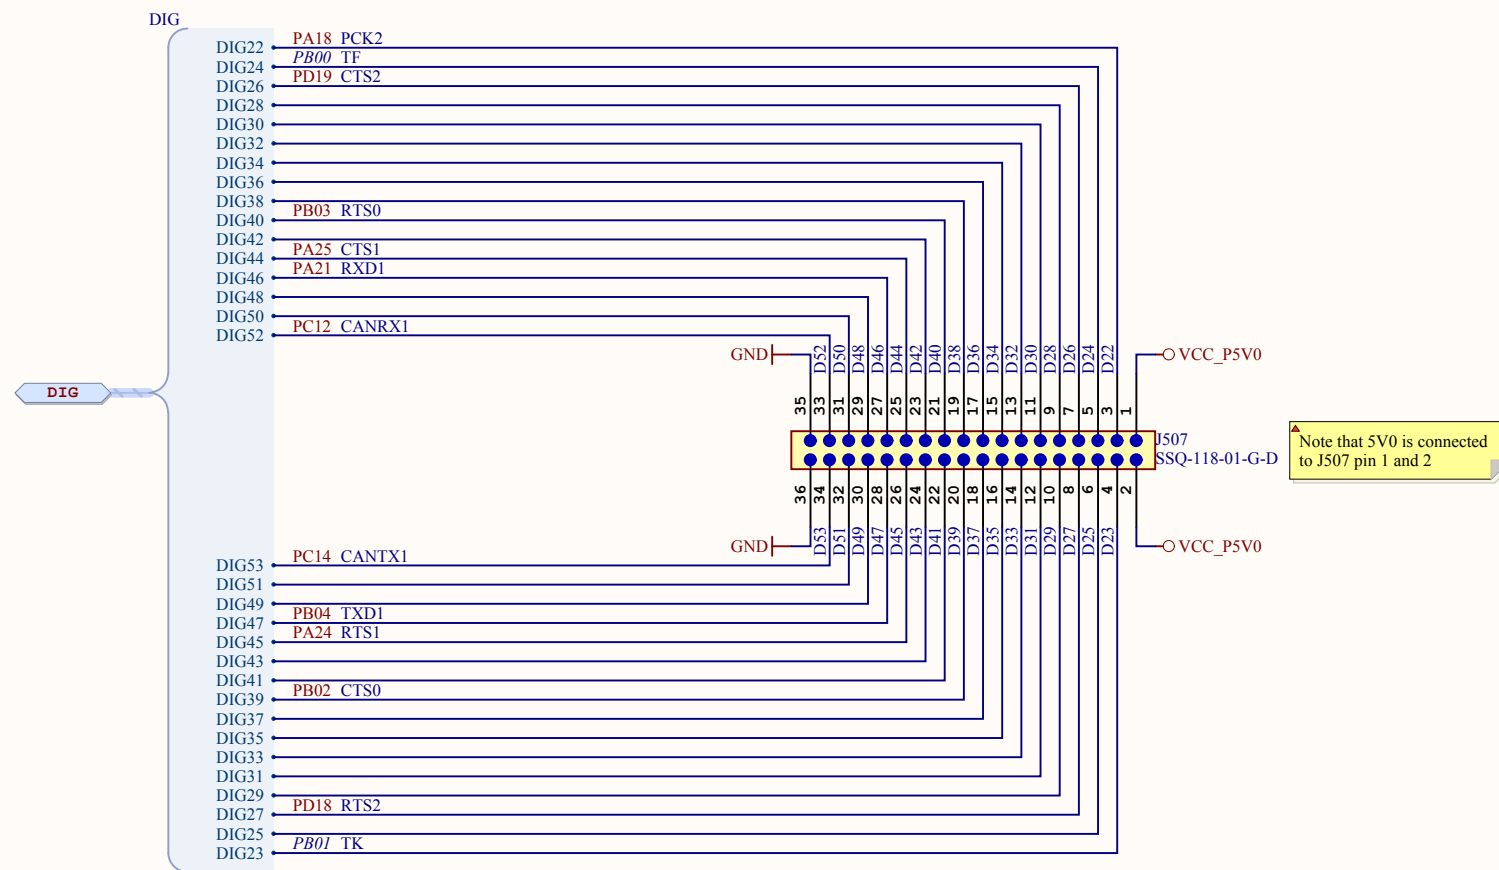 DIG
DIG22 PA18 PCK2
DIG24 PB00 TF
DIG26 PD19 CTS2
DIG28
DIG30
DIG32
DIG34
DIG36
DIG38
DIG40 PB03 RTS0
DIG42
DIG44 PA25 CTS1
DIG46 PA21 RXD1
DIG48
DIG50
DIG52 PC12 CANRX1
DIG
GND D52 D50 D48 D46 D44 D42 D40 D38 D36 D34 D32 D30 D28 D26 D24 D22 VCC_P5V0
35 33 31 29 27 25 23 21 19 17 15 13 11 9 7 5 3 1
J507
SSQ-118-01-G-D
36 34 32 30 28 26 24 22 20 18 16 14 12 10 8 6 4 2
GND D53 D51 D49 D47 D45 D43 D41 D39 D37 D35 D33 D31 D29 D27 D25 D23 VCC_P5V0
Note that 5V0 is connected
to J507 pin 1 and 2
DIG53 PC14 CANTX1
DIG51
DIG49
DIG47 PB04 TXD1
DIG45 PA24 RTS1
DIG43
DIG41
DIG39 PB02 CTS0
DIG37
DIG35
DIG33
DIG31
DIG29
DIG27 PD18 RTS2
DIG25
DIG23 PB01 TK